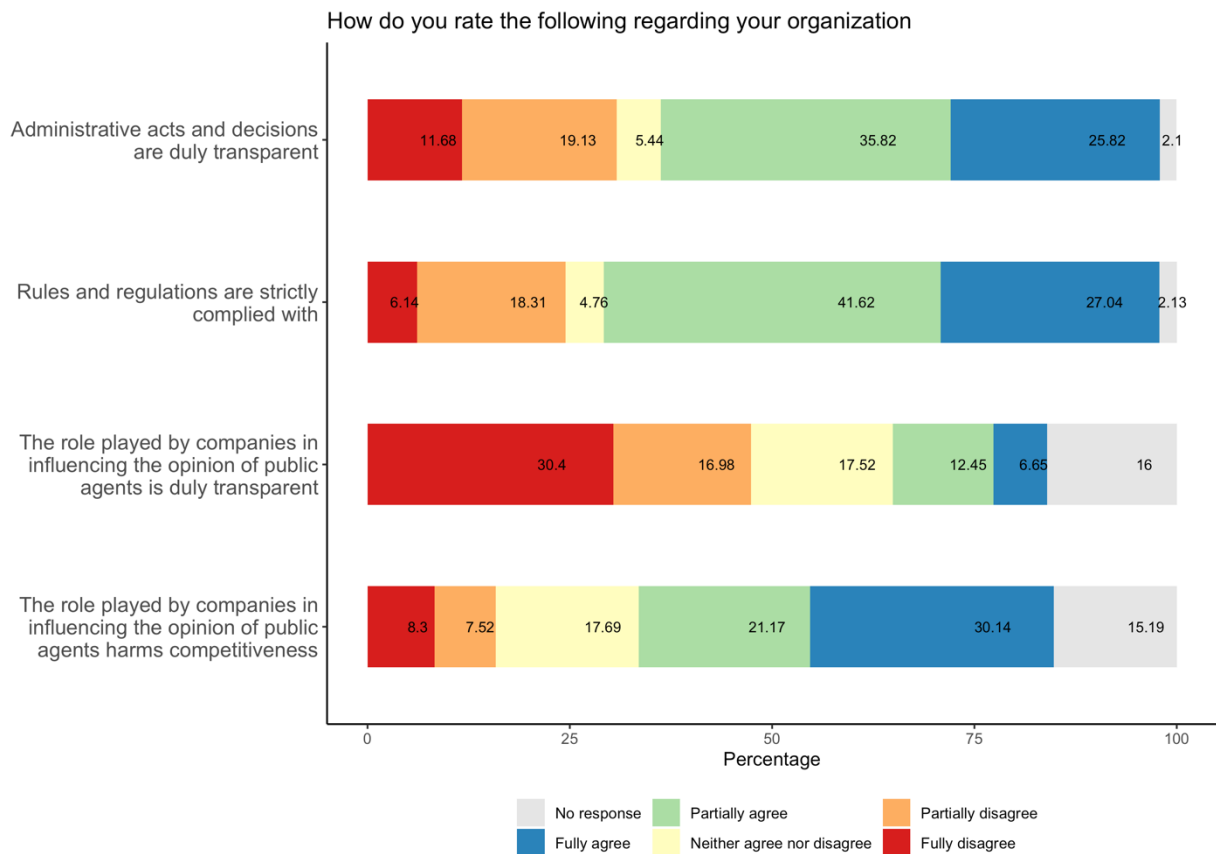 How do you rate the following regarding your organization
Administrative acts and decisions
are duly transparent
11.68
19.13
5.44
35.82
25.82
2.1
Rules and regulations are strictly
complied with
6.14
18.31
4.76
41.62
27.04
2.13
The role played by companies in
influencing the opinion of public
agents is duly transparent
30.4
16.98
17.52
12.45
6.65
16
The role played by companies in
influencing the opinion of public
agents harms competitiveness
8.3
7.52
17.69
21.17
30.14
15.19
0
25
50
75
100
Percentage
No response
Partially agree
Partially disagree
Fully agree
Neither agree nor disagree
Fully disagree